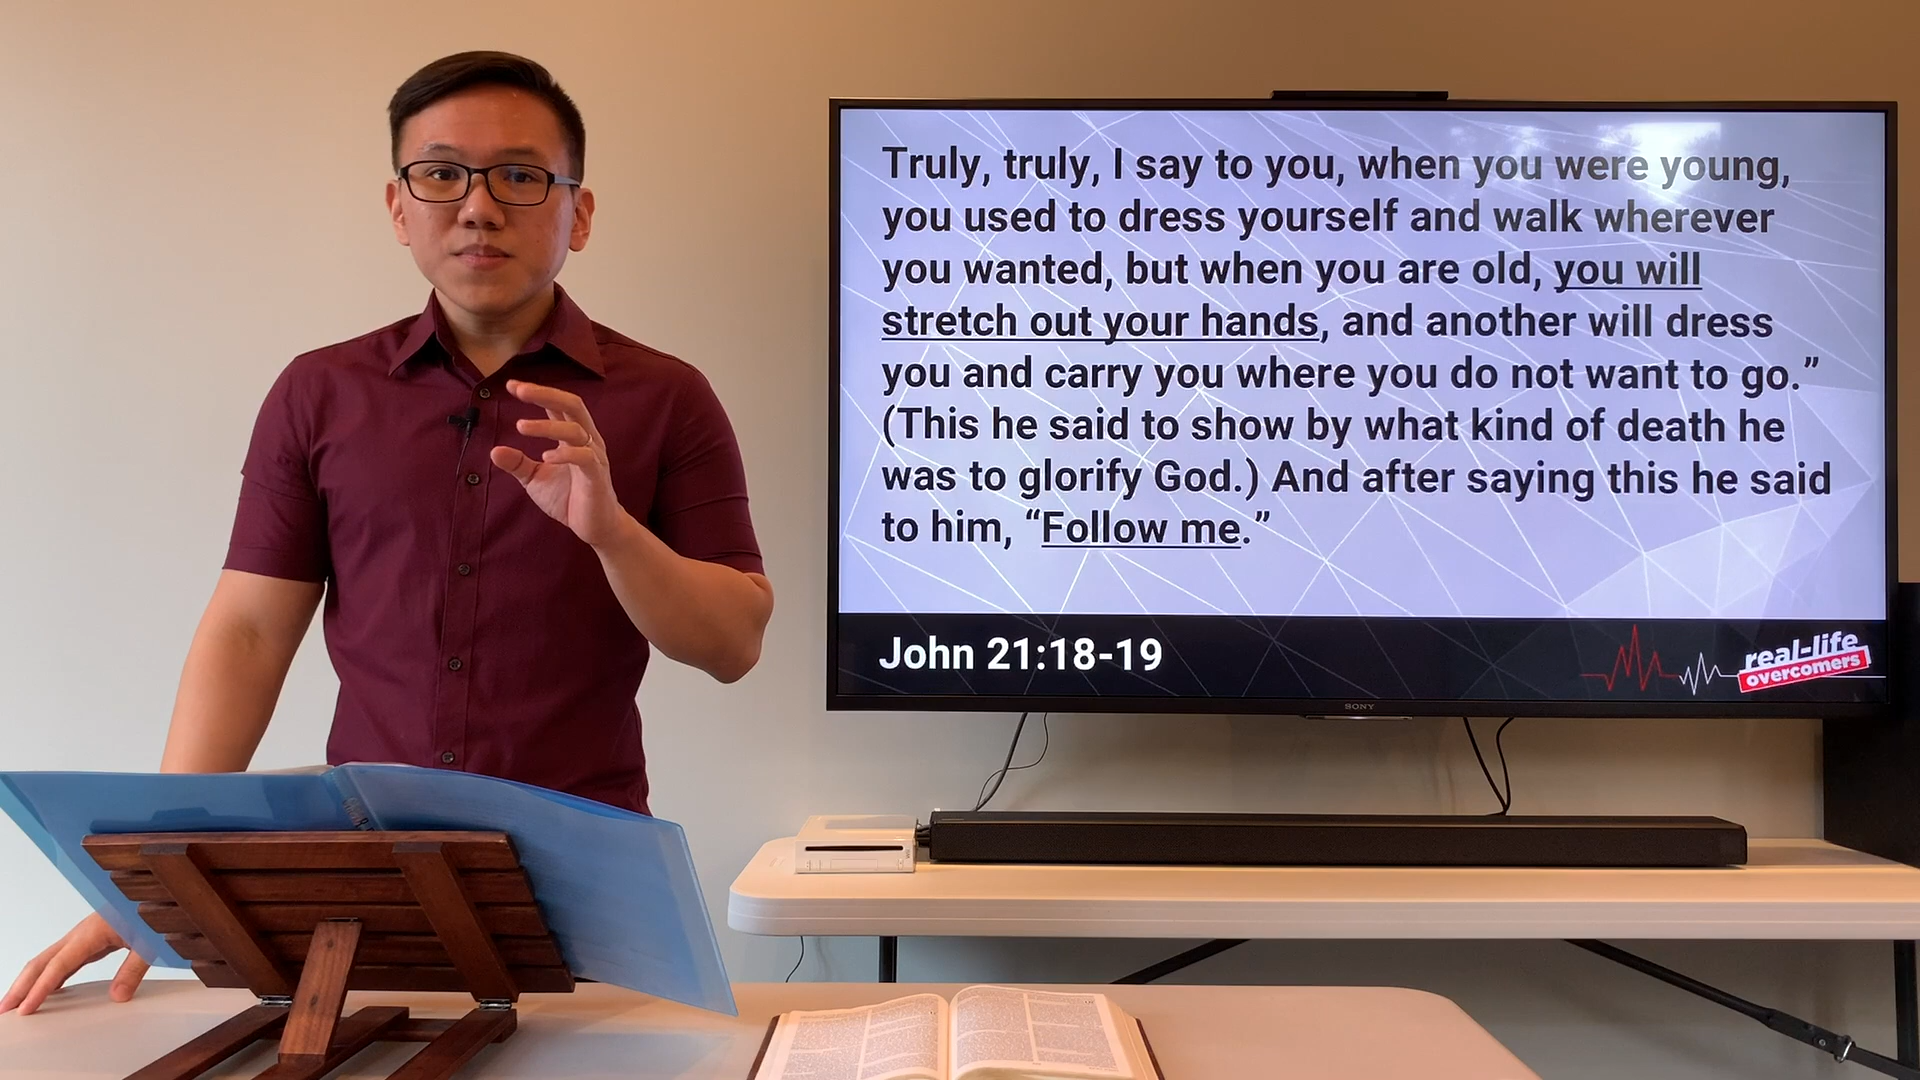 Truly, truly, I say to you, when you were young,
you used to dress yourself and walk wherever
you wanted, but when you are old, you will
stretch out your hands, and another will dress
you and carry you where you do not want to go.”
(This he said to show by what kind of death he
was to glorify God.) And after saying this he said
to him, “Follow me.”
John 21:18-19
real-life
overcomers
SONY